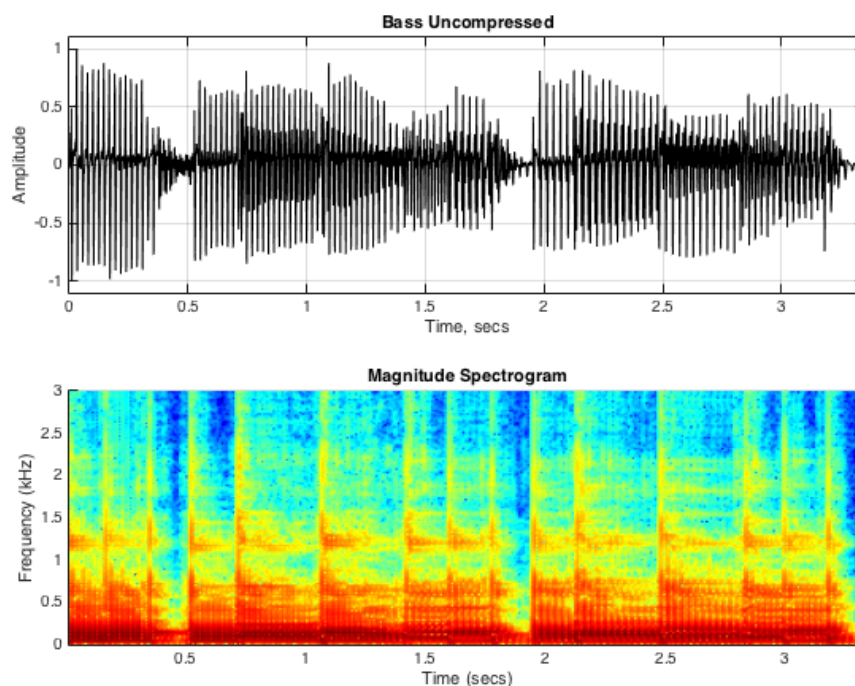 Bass Uncompressed
1
0.5
0
-0.5
-1
Amplitude
0 0.5 1 1.5 2 2.5 3
Time, secs
Magnitude Spectrogram
3
2.5
2
1.5
1
0.5
0
Frequency (kHz)
0.5 1 1.5 2 2.5 3
Time (secs)